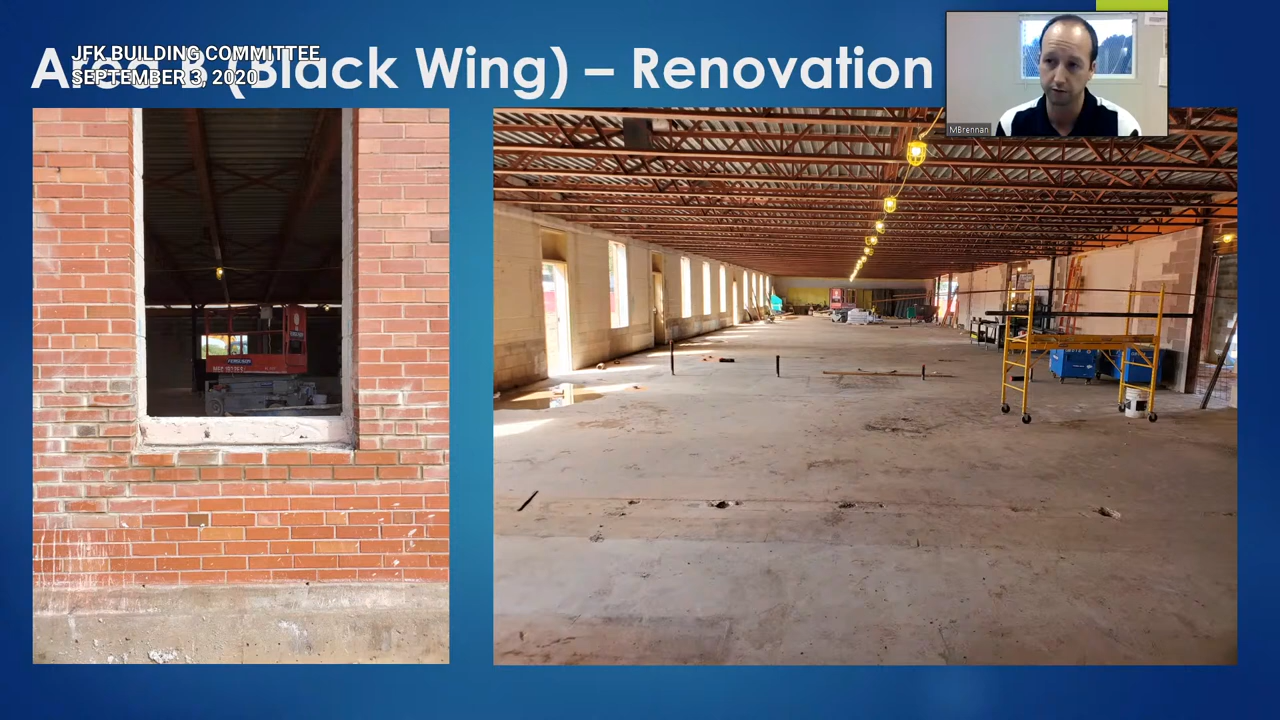 JFK BUILDING COMMITTEE
SEPTEMBER 3, 2020
Area B (Black Wing) – Renovation
MBrennan